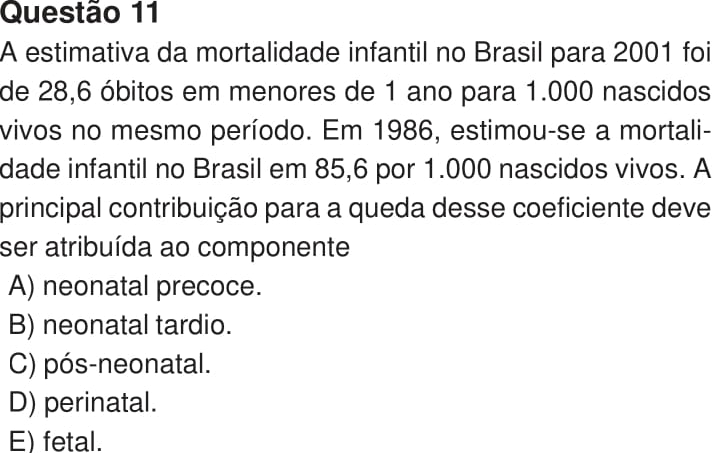 Questão 11
A estimativa da mortalidade infantil no Brasil para 2001 foi
de 28,6 óbitos em menores de 1 ano para 1.000 nascidos
vivos no mesmo período. Em 1986, estimou-se a mortali-
dade infantil no Brasil em 85,6 por 1.000 nascidos vivos. A
principal contribuição para a queda desse coeficiente deve
ser atribuída ao componente
A) neonatal precoce.
B) neonatal tardio.
C) pós-neonatal.
D) perinatal.
E) fetal.